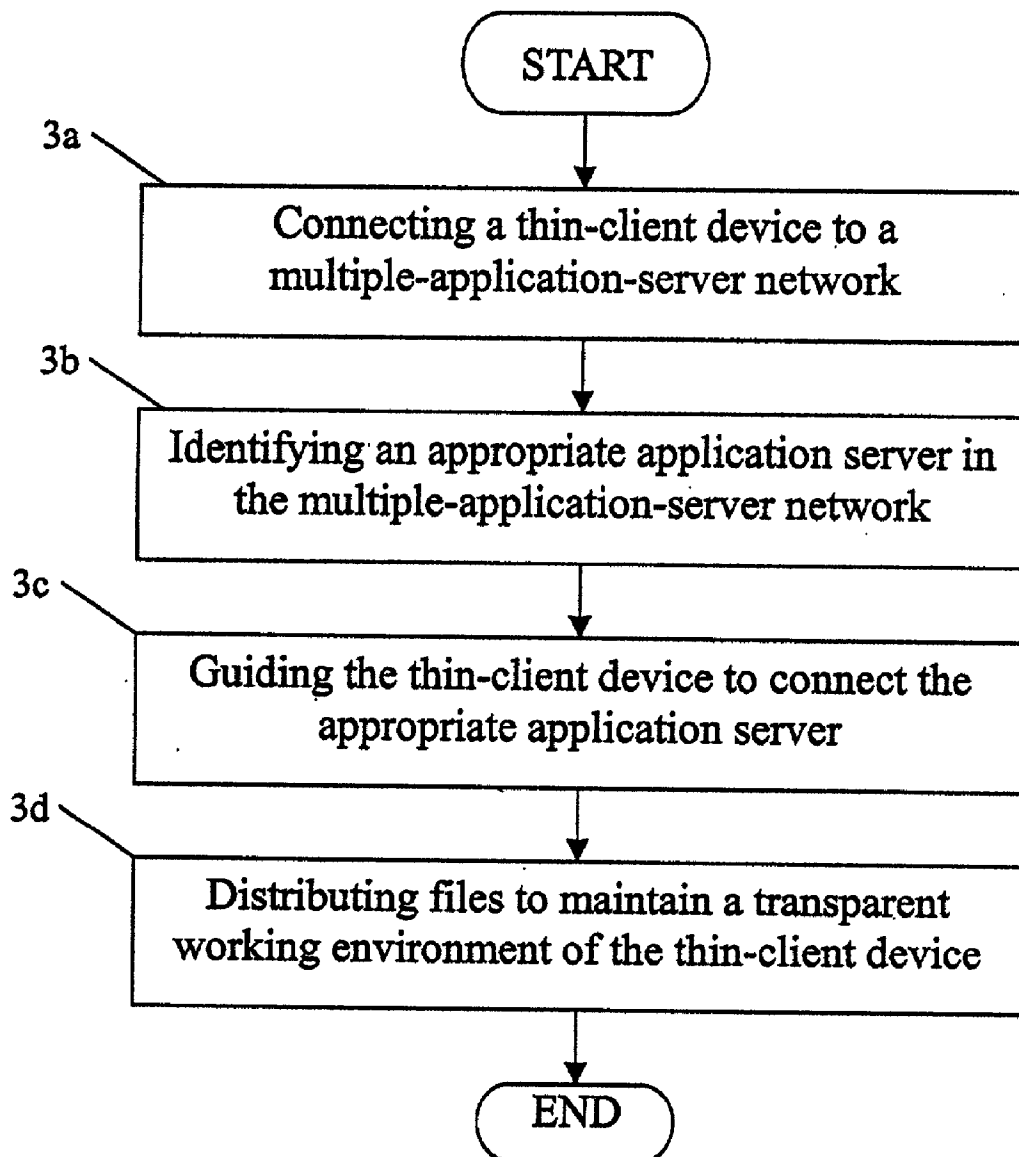 START
3a
Connecting a thin-client device to a
multiple-application-server network
3b
Identifying an appropriate application server in
the multiple-application-server network
3c
Guiding the thin-client device to connect the
appropriate application server
3d
Distributing files to maintain a transparent
working environment of the thin-client device
END